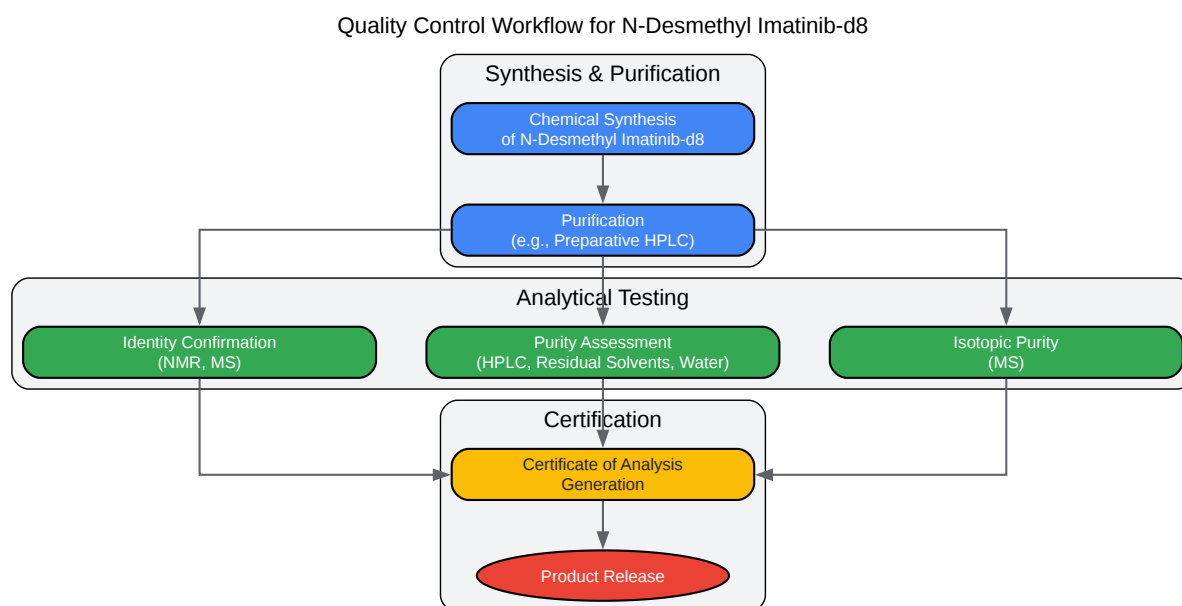 Quality Control Workflow for N-Desmethyl Imatinib-d8
Synthesis & Purification
Chemical Synthesis
of N-Desmethyl Imatinib-d8
Purification
(e.g., Preparative HPLC)
Analytical Testing
Identity Confirmation
(NMR, MS)
Purity Assessment
(HPLC, Residual Solvents, Water)
Isotopic Purity
(MS)
Certification
Certificate of Analysis
Generation
Product Release